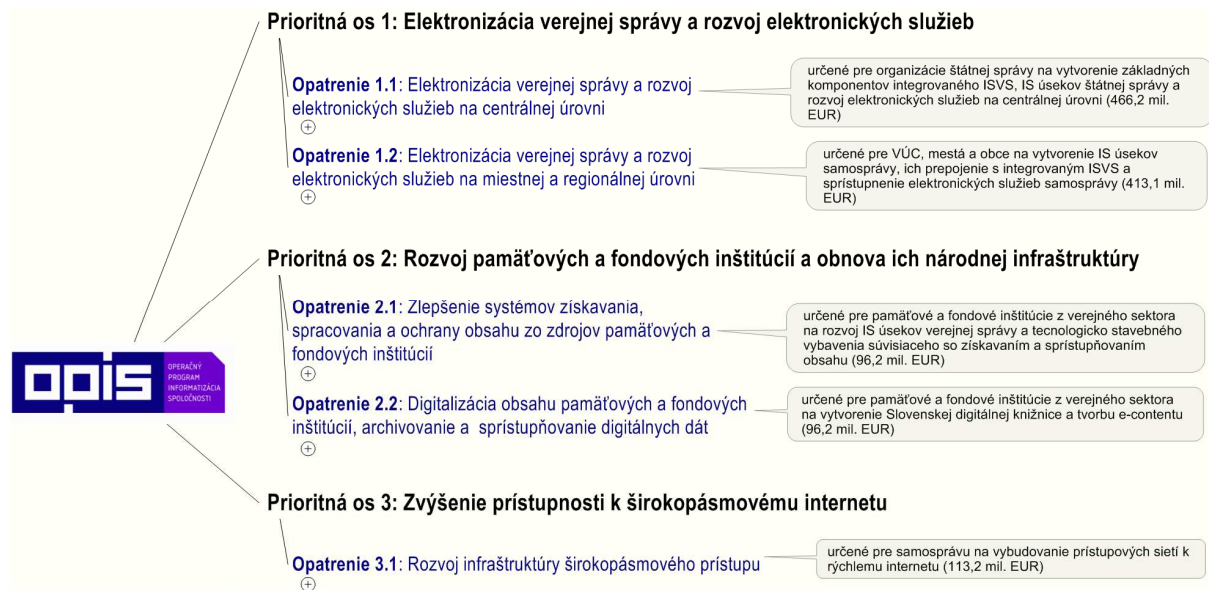 Prioritná os 1: Elektronizácia verejnej správy a rozvoj elektronických služieb
Opatrenie 1.1: Elektronizácia verejnej správy a rozvoj
elektronických služieb na centrálnej úrovni
určené pre organizácie štátnej správy na vytvorenie základných
komponentov integrovaného ISVS, IS úsekov štátnej správy a
rozvoj elektronických služieb na centrálnej úrovni (466,2 mil.
EUR)
Opatrenie 1.2: Elektronizácia verejnej správy a rozvoj
elektronických služieb na miestnej a regionálnej úrovni
určené pre VÚC, mestá a obce na vytvorenie IS úsekov
samosprávy, ich prepojenie s integrovaným ISVS a
sprístupnenie elektronických služieb samosprávy (413,1 mil.
EUR)
Prioritná os 2: Rozvoj pamäťových a fondových inštitúcií a obnova ich národnej infraštruktúry
Opatrenie 2.1: Zlepšenie systémov získavania,
spracovania a ochrany obsahu zo zdrojov pamäťových a
fondových inštitúcií
určené pre pamäťové a fondové inštitúcie z verejného sektora
na rozvoj IS úsekov verejnej správy a tecnologicko stavebného
vybavenia súvisiaceho so získavaním a sprístupňovaním
obsahu (96,2 mil. EUR)
opis
OPERAČNÝ
PROGRAM
INFORMATIZÁCIA
SPOLOČNOSTI
Opatrenie 2.2: Digitalizácia obsahu pamäťových a fondových
inštitúcií, archivovanie a sprístupňovanie digitálnych dát
určené pre pamäťové a fondové inštitúcie z verejného sektora
na vytvorenie Slovenskej digitálnej knižnice a tvorbu e-contentu
(96,2 mil. EUR)
Prioritná os 3: Zvýšenie prístupnosti k širokopásmovému internetu
Opatrenie 3.1: Rozvoj infraštruktúry širokopásmového prístupu
určené pre samosprávu na vybudovanie prístupových sietí k
rýchlemu internetu (113,2 mil. EUR)